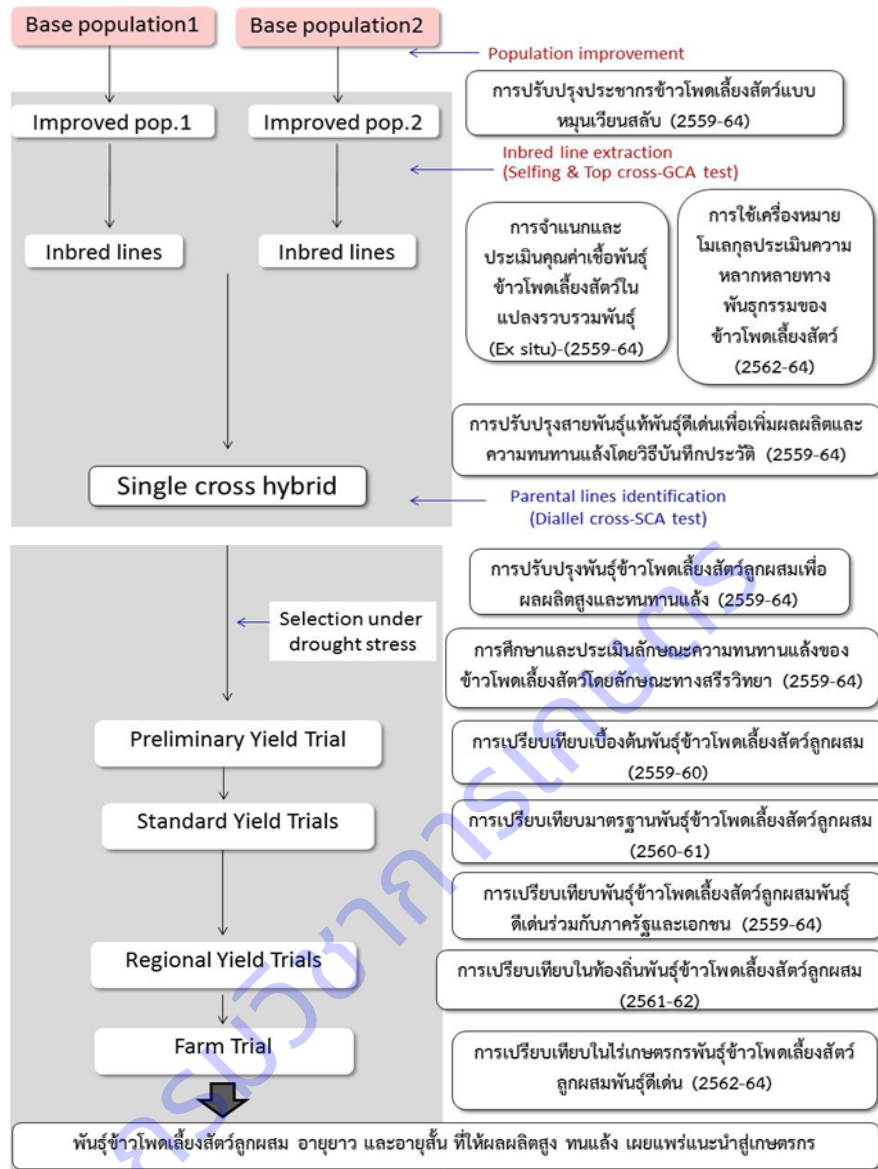 Base population1
Base population2
Population improvement
การปรับปรุงประชากรข้าวโพดเลี้ยงสัตว์แบบ
หมุนเวียนสลับ (2559-64)
Improved pop.1
Improved pop.2
Inbred line extraction
(Selfing & Top cross-GCA test)
การจำแนกและ
ประเมินคุณค่าเชื้อพันธุ์
ข้าวโพดเลี้ยงสัตว์ใน
แปลงรวบรวมพันธุ์
(Ex situ)-(2559-64)
การใช้เครื่องหมาย
โมเลกุลประเมินความ
หลากหลายทาง
พันธุกรรมของ
ข้าวโพดเลี้ยงสัตว์
(2562-64)
Inbred lines
Inbred lines
การปรับปรุงสายพันธุ์แท้พันธุ์ดีเด่นเพื่อเพิ่มผลผลิตและ
ความทนทานแล้งโดยวิธีบันทึกประวัติ (2559-64)
Single cross hybrid
Parental lines identification
(Diallel cross-SCA test)
การปรับปรุงพันธุ์ข้าวโพดเลี้ยงสัตว์ลูกผสมเพื่อ
ผลผลิตสูงและทนทานแล้ง (2559-64)
Selection under
drought stress
การศึกษาและประเมินลักษณะความทนทานแล้งของ
ข้าวโพดเลี้ยงสัตว์โดยลักษณะทางสรีรวิทยา (2559-64)
Preliminary Yield Trial
การเปรียบเทียบเบื้องต้นพันธุ์ข้าวโพดเลี้ยงสัตว์ลูกผสม
(2559-60)
Standard Yield Trials
การเปรียบเทียบมาตรฐานพันธุ์ข้าวโพดเลี้ยงสัตว์ลูกผสม
(2560-61)
การเปรียบเทียบพันธุ์ข้าวโพดเลี้ยงสัตว์ลูกผสมพันธุ์
ดีเด่นร่วมกับภาครัฐและเอกชน (2559-64)
Regional Yield Trials
การเปรียบเทียบในท้องถิ่นพันธุ์ข้าวโพดเลี้ยงสัตว์ลูกผสม
(2561-62)
Farm Trial
การเปรียบเทียบในไร่เกษตรกรพันธุ์ข้าวโพดเลี้ยงสัตว์
ลูกผสมพันธุ์ดีเด่น (2562-64)
พันธุ์ข้าวโพดเลี้ยงสัตว์ลูกผสม อายุยาว และอายุสั้น ที่ให้ผลผลิตสูง ทนแล้ง เผยแพร่แนะนำสู่เกษตรกร
กรมวิชาการเกษตร